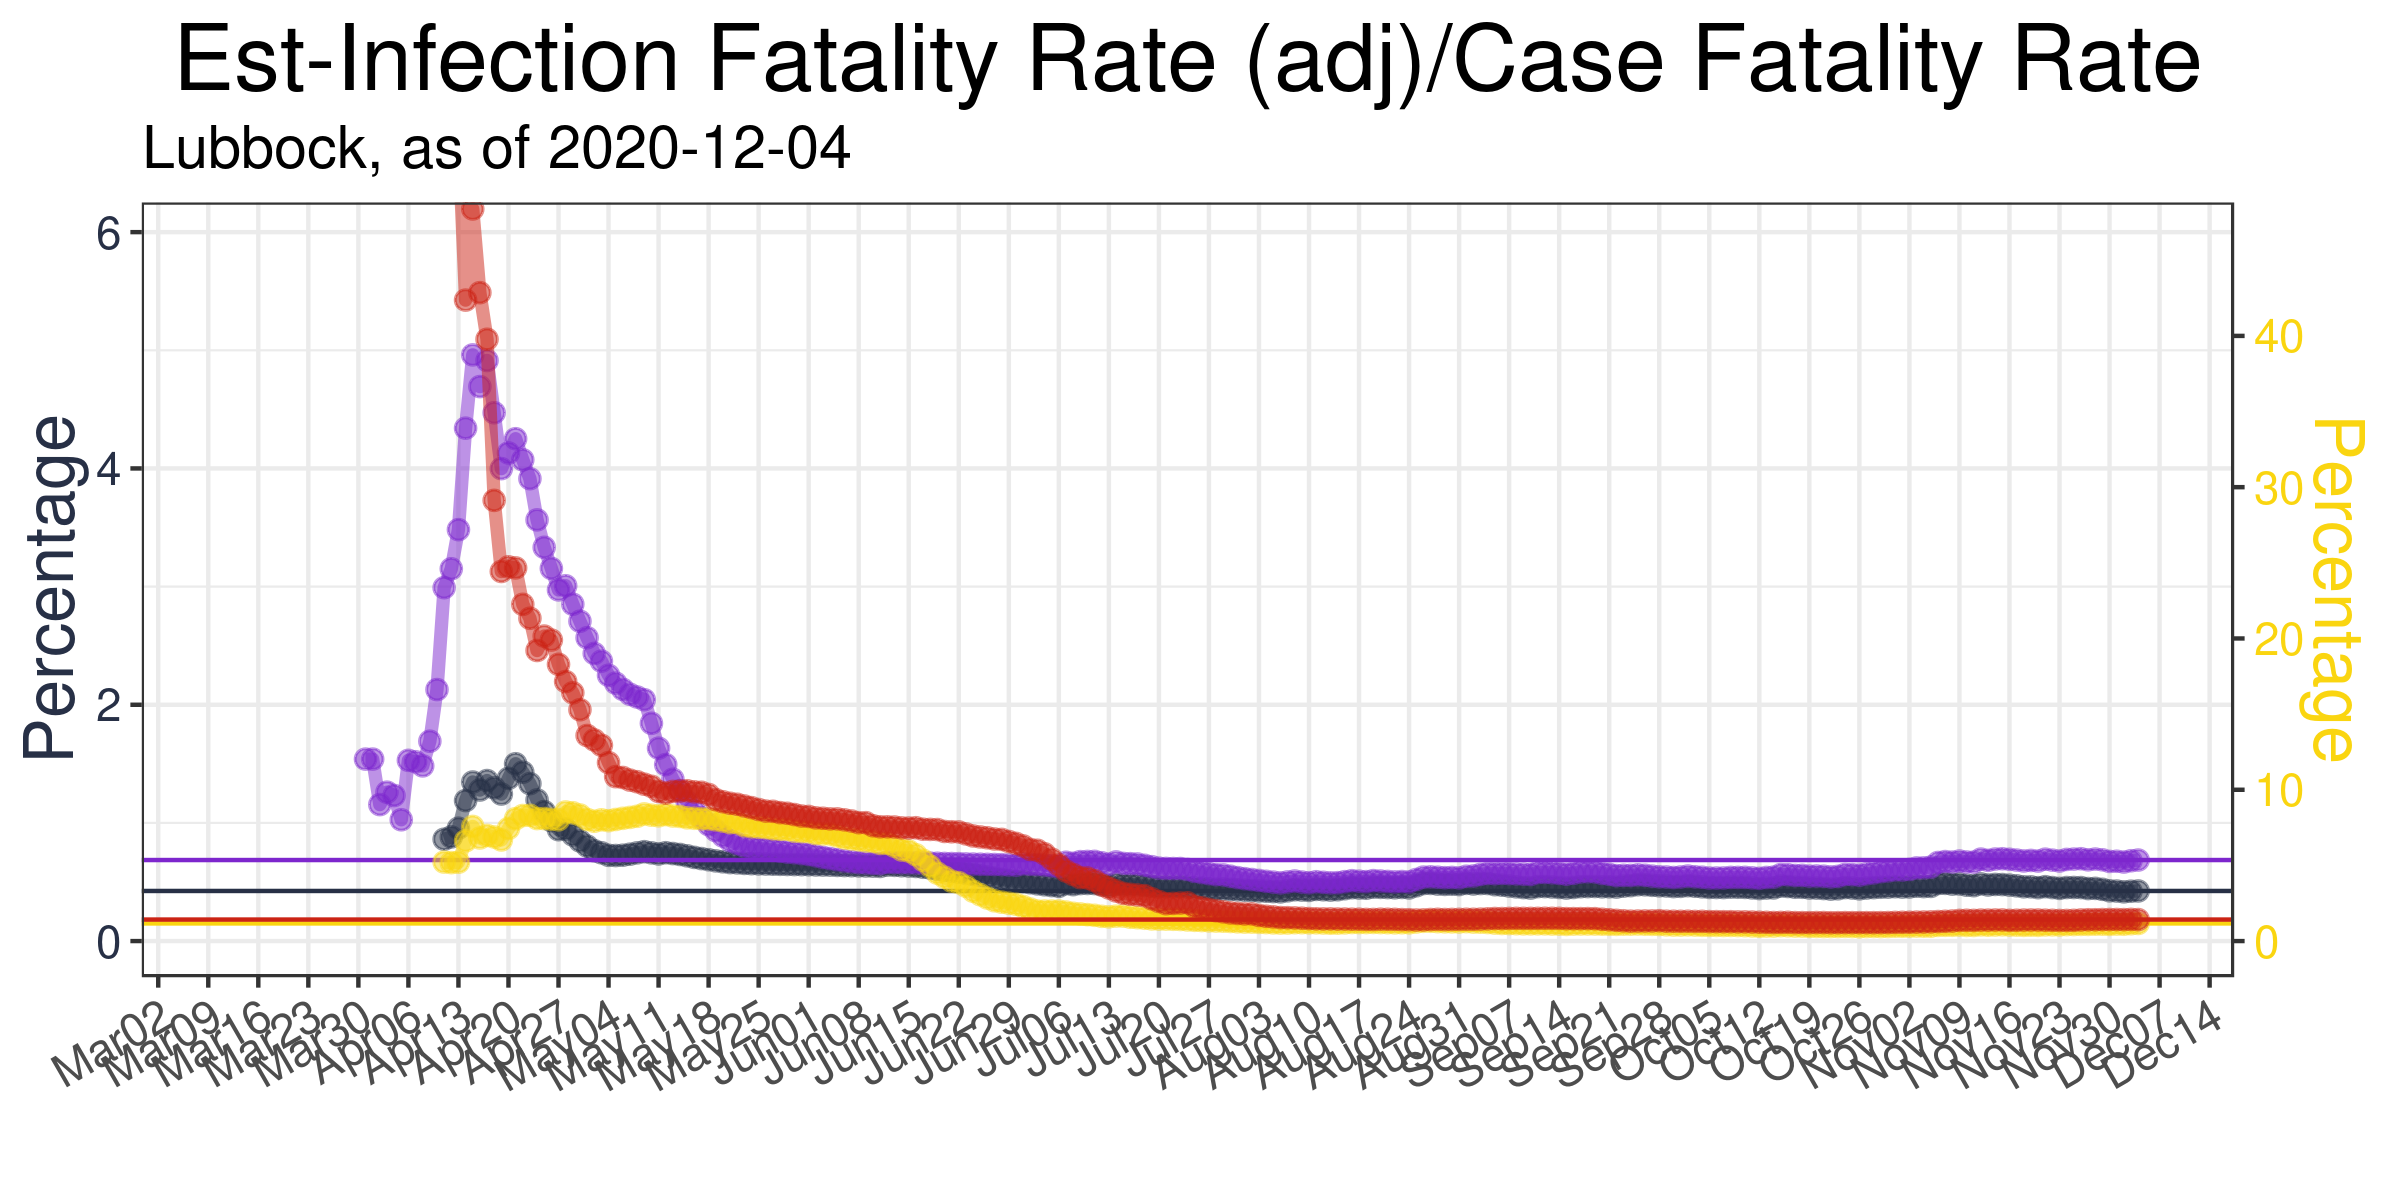 Est-Infection Fatality Rate (adj)/Case Fatality Rate
Lubbock, as of 2020-12-04
Percentage
6
4
2
0
40
30
20
10
0
Percentage
Mar02
Mar09
Mar16
Mar23
Mar30
Apr06
Apr13
Apr20
Apr27
May04
May11
May18
May25
Jun01
Jun08
Jun15
Jun22
Jun29
Jul06
Jul13
Jul20
Jul27
Aug03
Aug10
Aug17
Aug24
Aug31
Sep07
Sep14
Sep21
Sep28
Oct05
Oct12
Oct19
Oct26
Nov02
Nov09
Nov16
Nov23
Nov30
Dec07
Dec14